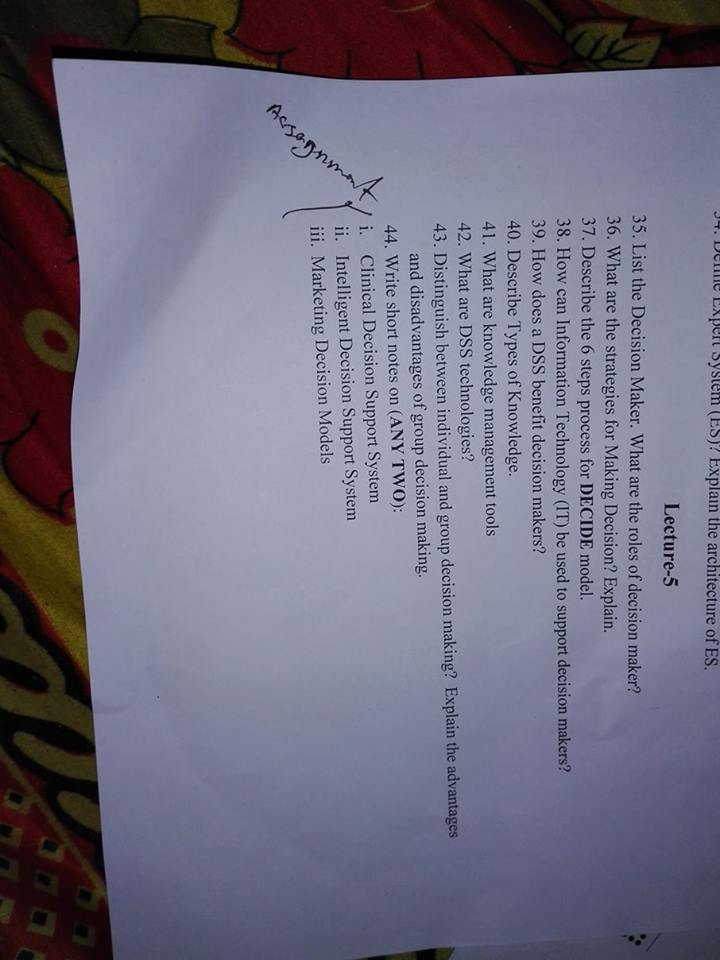 34. Define Expert System (ES)? Explain the architecture of ES.
Lecture-5
35. List the Decision Maker. What are the roles of decision maker?
36. What are the strategies for Making Decision? Explain.
37. Describe the 6 steps process for DECIDE model.
38. How can Information Technology (IT) be used to support decision makers?
39. How does a DSS benefit decision makers?
40. Describe Types of Knowledge.
41. What are knowledge management tools
42. What are DSS technologies?
43. Distinguish between individual and group decision making? Explain the advantages
and disadvantages of group decision making.
44. Write short notes on (ANY TWO):
i. Clinical Decision Support System
ii. Intelligent Decision Support System
iii. Marketing Decision Models